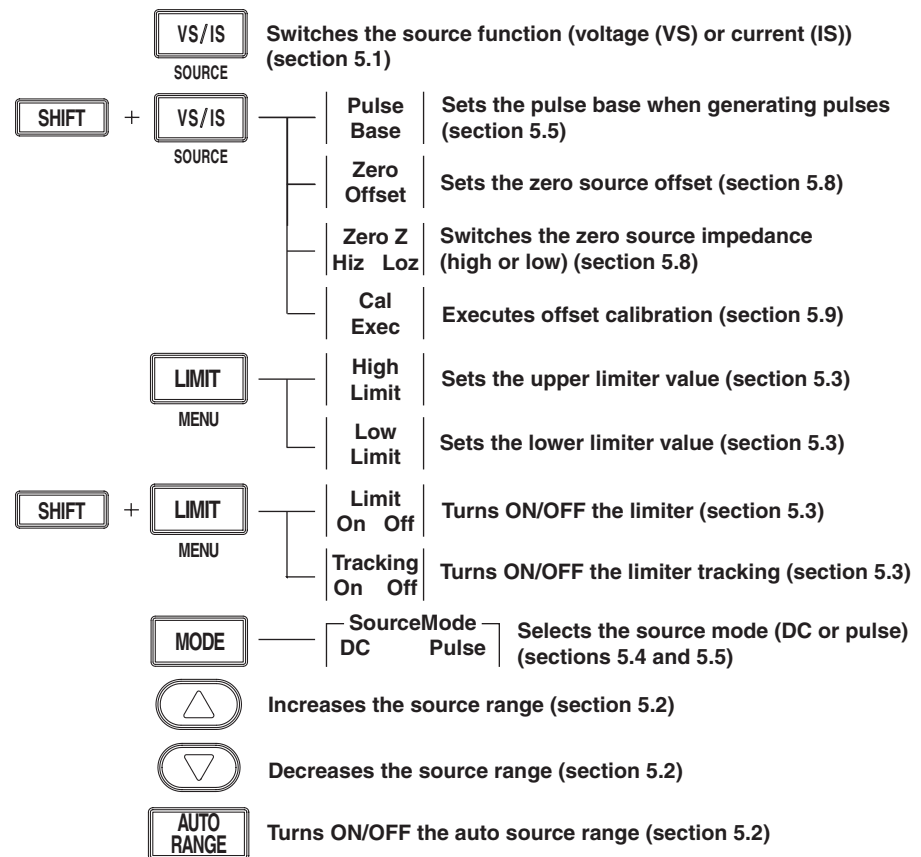 VS/IS
SOURCE
Switches the source function (voltage (VS) or current (IS))
(section 5.1)
SHIFT + VS/IS
SOURCE
Pulse
Base
Sets the pulse base when generating pulses
(section 5.5)
Zero
Offset
Sets the zero source offset (section 5.8)
Zero Z
Hiz Loz
Switches the zero source impedance
(high or low) (section 5.8)
Cal
Exec
Executes offset calibration (section 5.9)
LIMIT
MENU
High
Limit
Sets the upper limiter value (section 5.3)
Low
Limit
Sets the lower limiter value (section 5.3)
SHIFT + LIMIT
MENU
Limit
On Off
Turns ON/OFF the limiter (section 5.3)
Tracking
On Off
Turns ON/OFF the limiter tracking (section 5.3)
MODE
SourceMode
DC Pulse
Selects the source mode (DC or pulse)
(sections 5.4 and 5.5)
Increases the source range (section 5.2)
Decreases the source range (section 5.2)
AUTO
RANGE
Turns ON/OFF the auto source range (section 5.2)